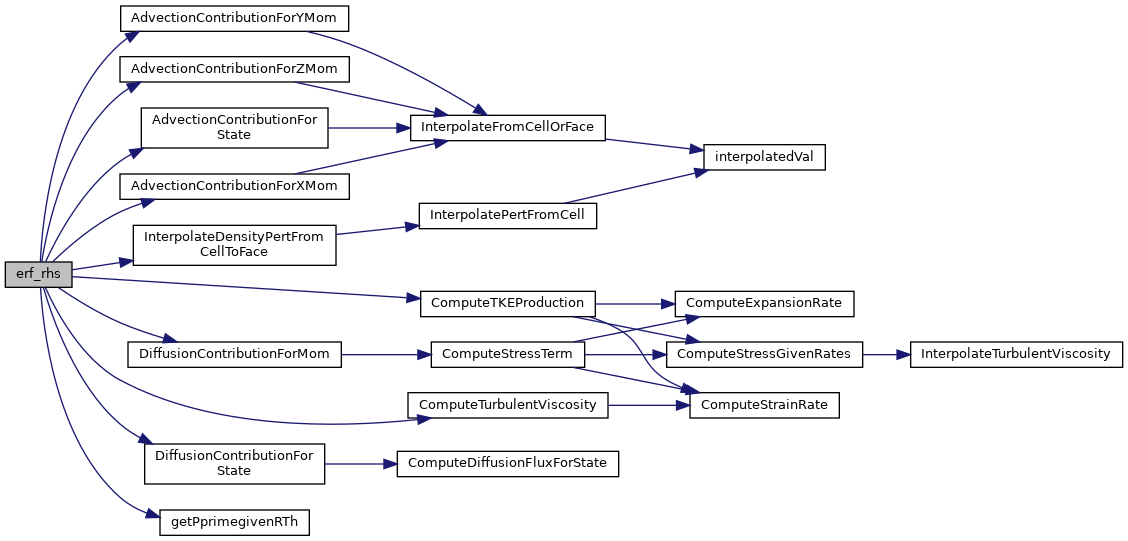 AdvectionContributionForYMom
AdvectionContributionForZMom
AdvectionContributionFor
State
InterpolateFromCellOrFace
interpolatedVal
AdvectionContributionForXMom
InterpolatePertFromCell
InterpolateDensityPertFrom
CellToFace
erf_rhs
ComputeTKEProduction
ComputeExpansionRate
DiffusionContributionForMom
ComputeStressTerm
ComputeStressGivenRates
InterpolateTurbulentViscosity
ComputeTurbulentViscosity
ComputeStrainRate
DiffusionContributionFor
State
ComputeDiffusionFluxForState
getPprimegivenRTh